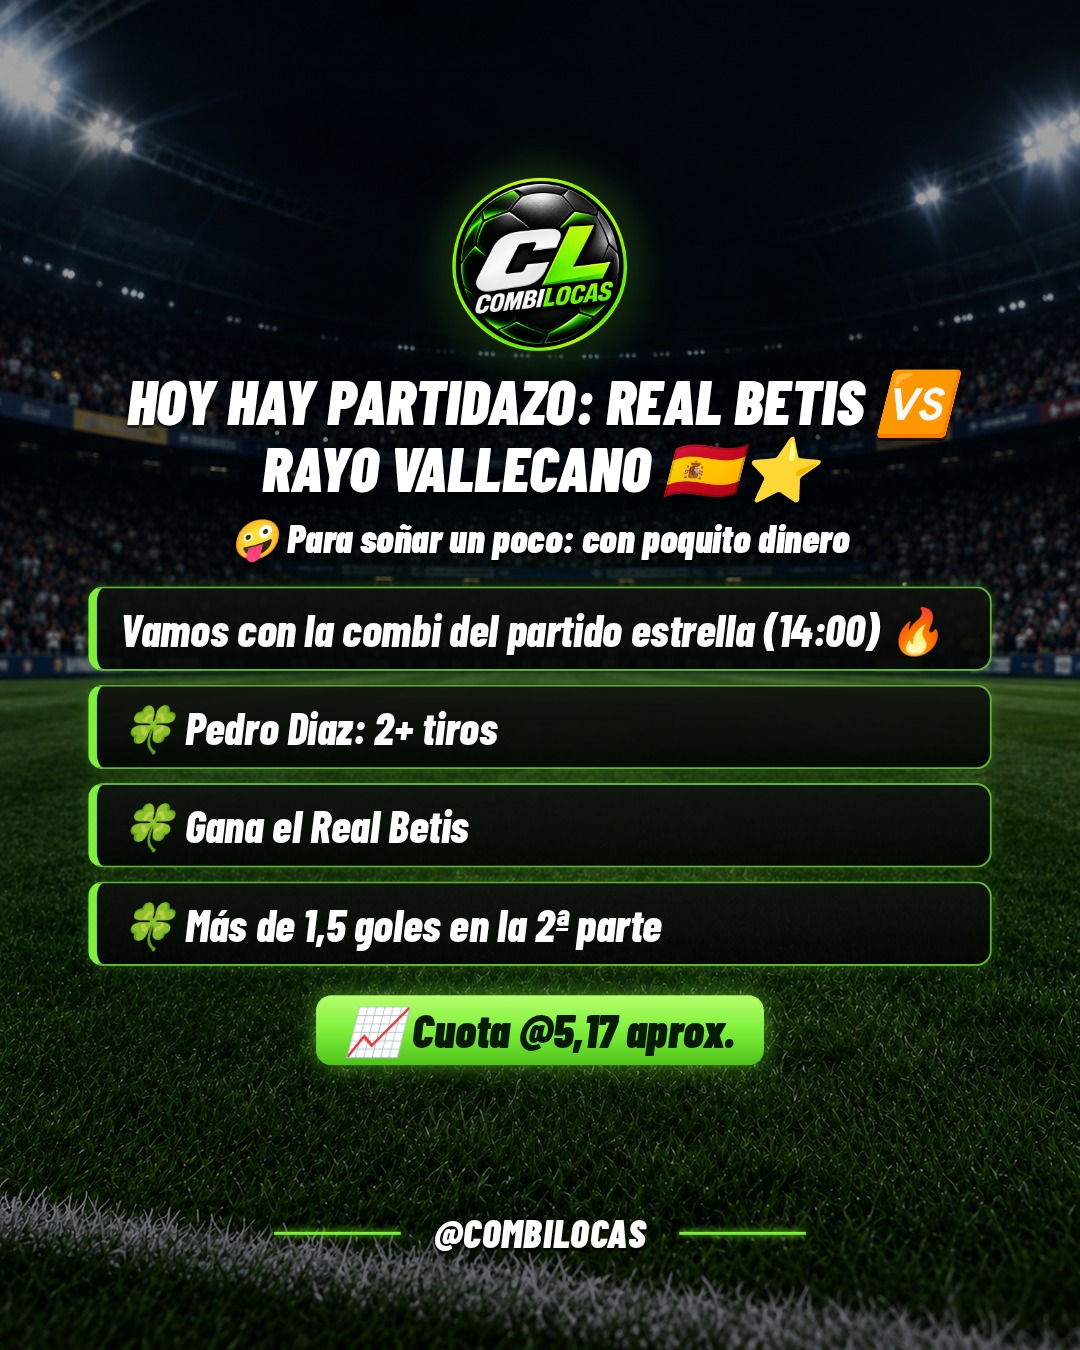 CL
COMBILOCAS
HOY HAY PARTIDAZO: REAL BETIS 🆚
RAYO VALLECANO 🇪🇸⭐
🤪 Para soñar un poco: con poquito dinero
Vamos con la combi del partido estrella (14:00) 🔥
🍀 Pedro Diaz: 2+ tiros
🍀 Gana el Real Betis
🍀 Más de 1,5 goles en la 2ª parte
📈 Cuota @5,17 aprox.
@COMBILOCAS